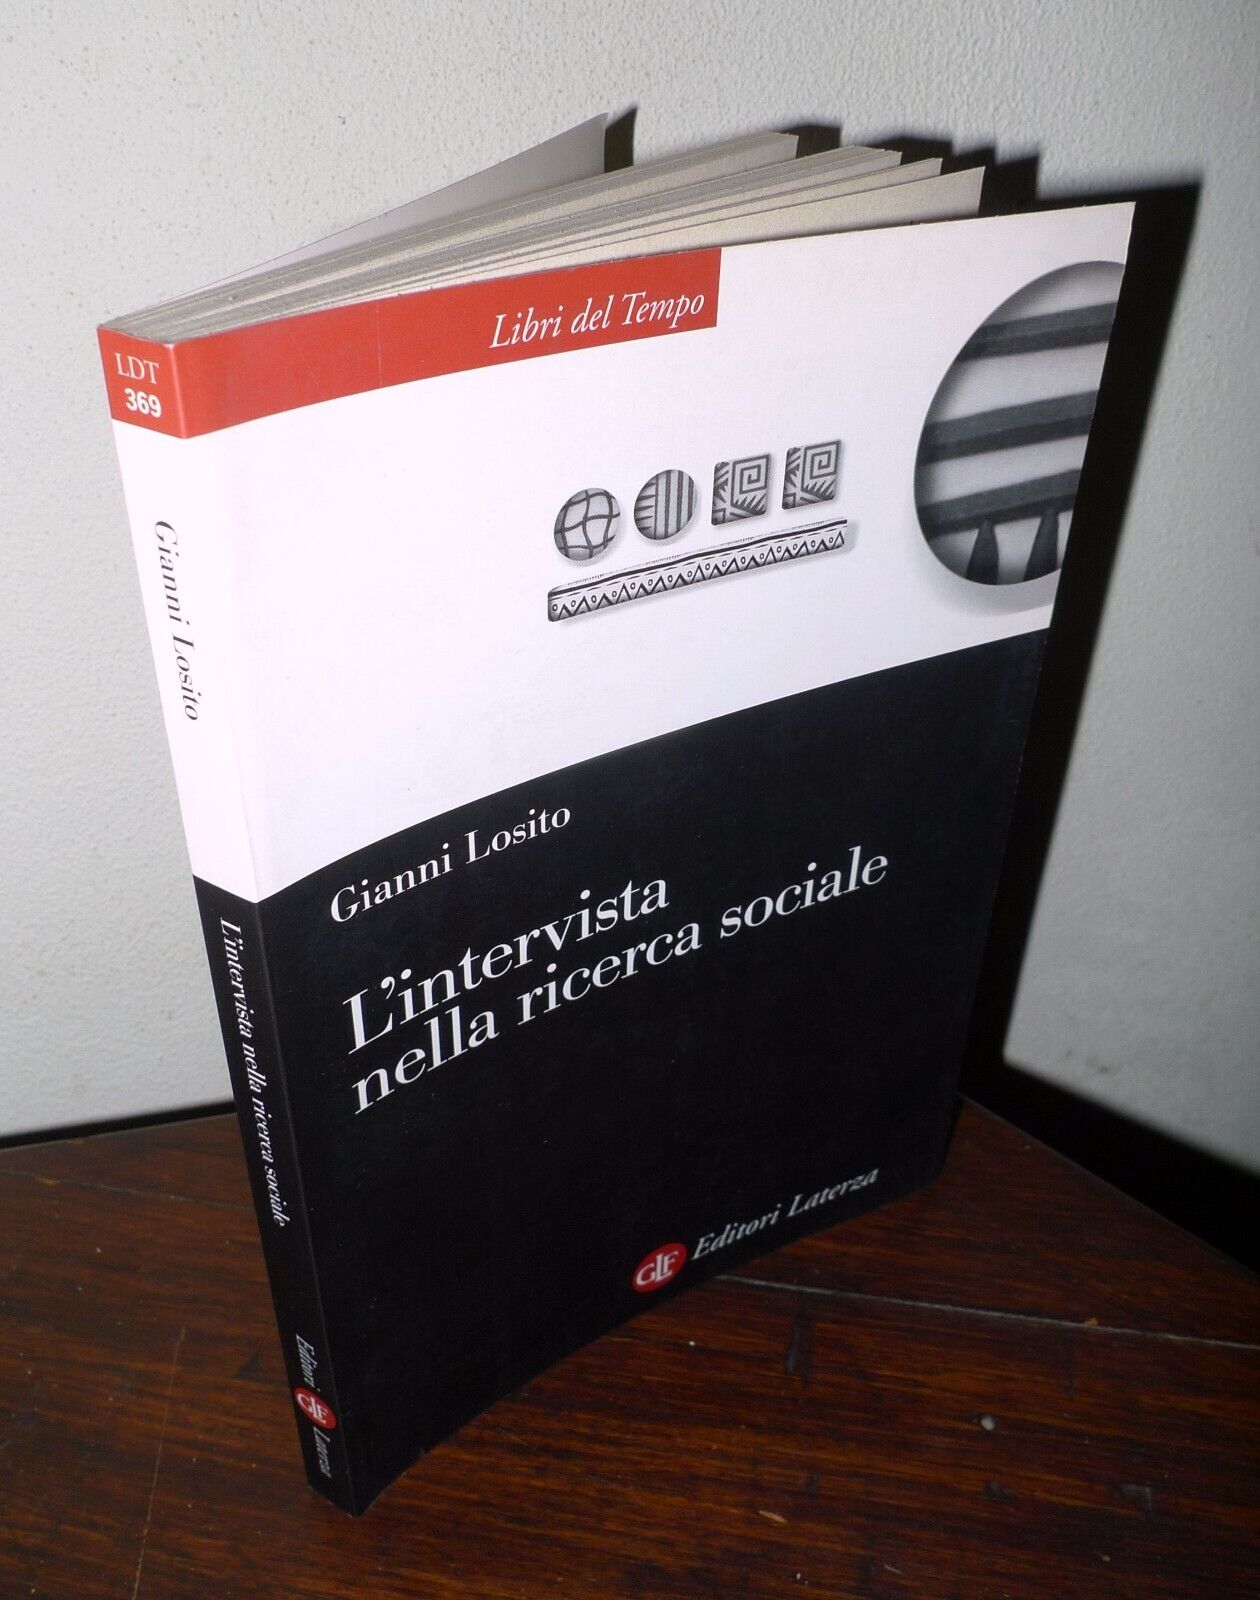 Libri del Tempo
LDT
369
Gianni Losito
L'intervista nella ricerca sociale
Editori
GLF
Laterza
Gianni Losito
L'intervista
nella ricerca sociale
GLF Editori Laterza